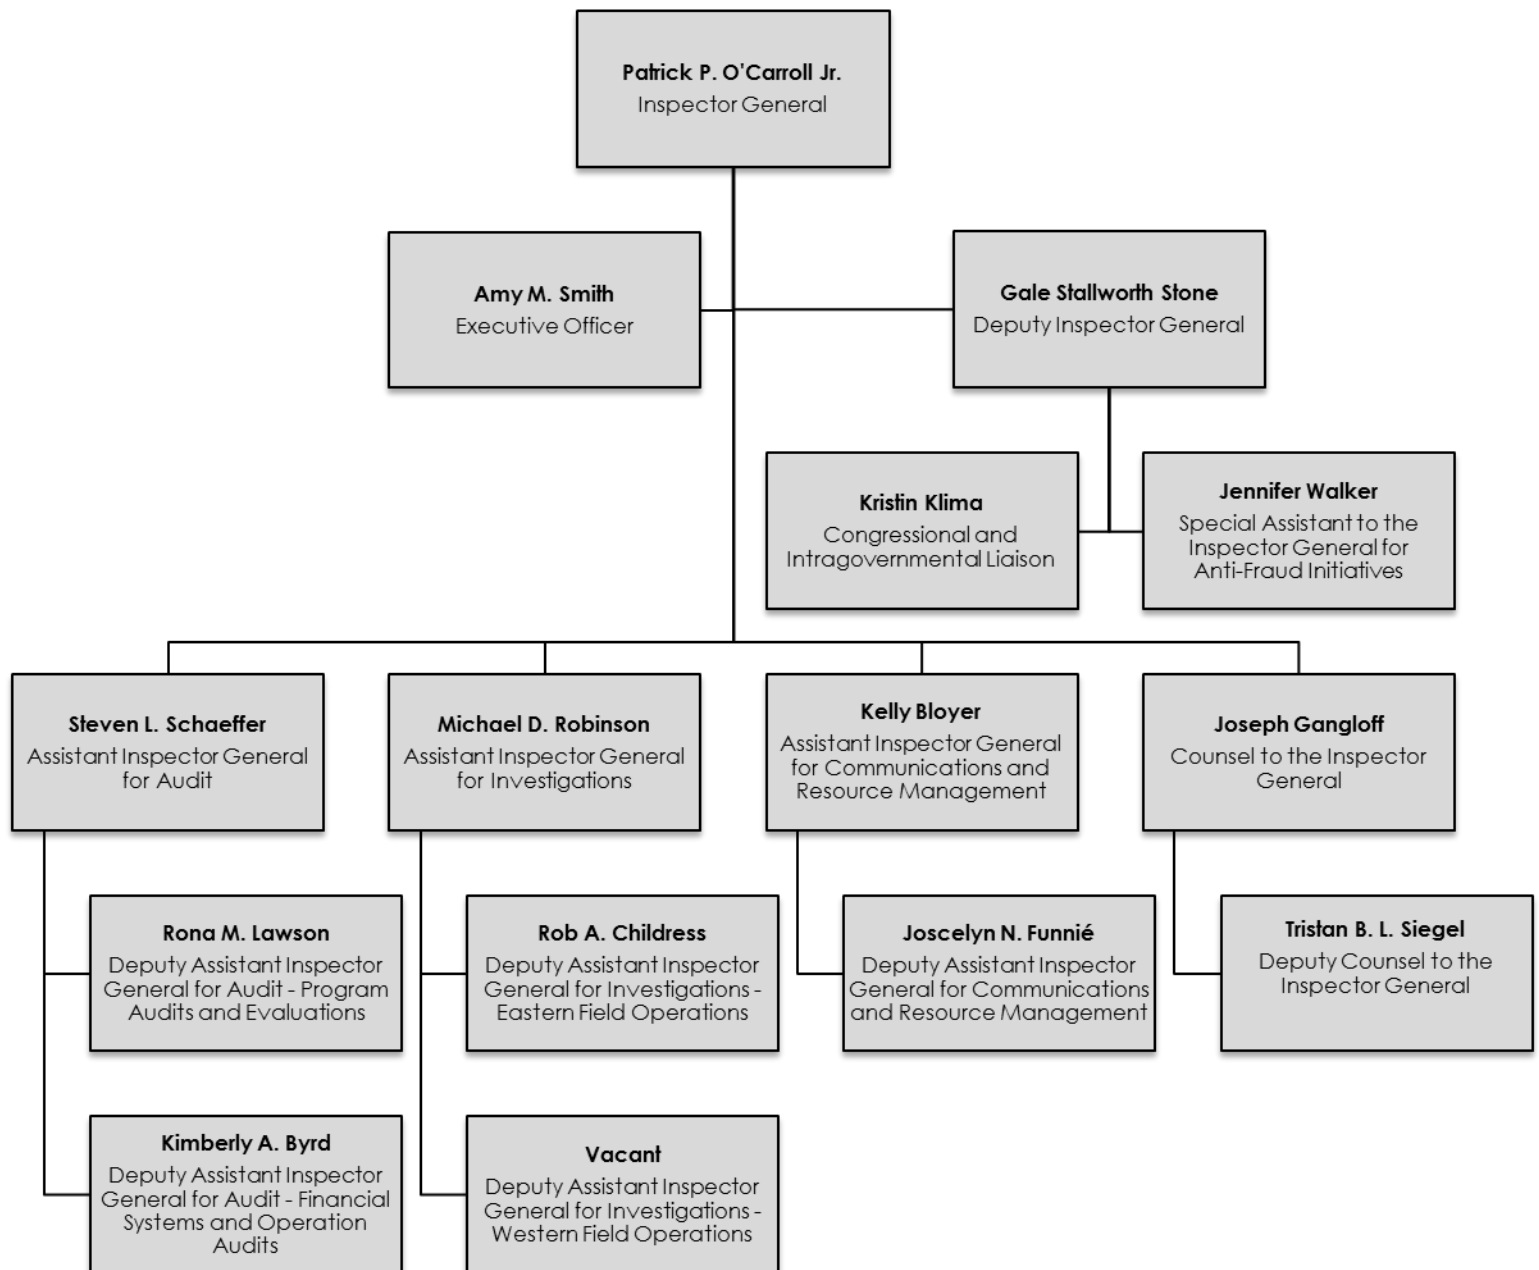 Patrick P. O'Carroll Jr.
Inspector General
Amy M. Smith
Executive Officer
Gale Stallworth Stone
Deputy Inspector General
Kristin Klima
Congressional and
Intragovernmental Liaison
Jennifer Walker
Special Assistant to the
Inspector General for
Anti-Fraud Initiatives
Steven L. Schaeffer
Assistant Inspector General
for Audit
Michael D. Robinson
Assistant Inspector General
for Investigations
Kelly Bloyer
Assistant Inspector General
for Communications and
Resource Management
Joseph Gangloff
Counsel to the Inspector
General
Rona M. Lawson
Deputy Assistant Inspector
General for Audit - Program
Audits and Evaluations
Rob A. Childress
Deputy Assistant Inspector
General for Investigations -
Eastern Field Operations
Joscelyn N. Funnié
Deputy Assistant Inspector
General for Communications
and Resource Management
Tristan B. L. Siegel
Deputy Counsel to the
Inspector General
Kimberly A. Byrd
Deputy Assistant Inspector
General for Audit - Financial
Systems and Operation
Audits
Vacant
Deputy Assistant Inspector
General for Investigations -
Western Field Operations